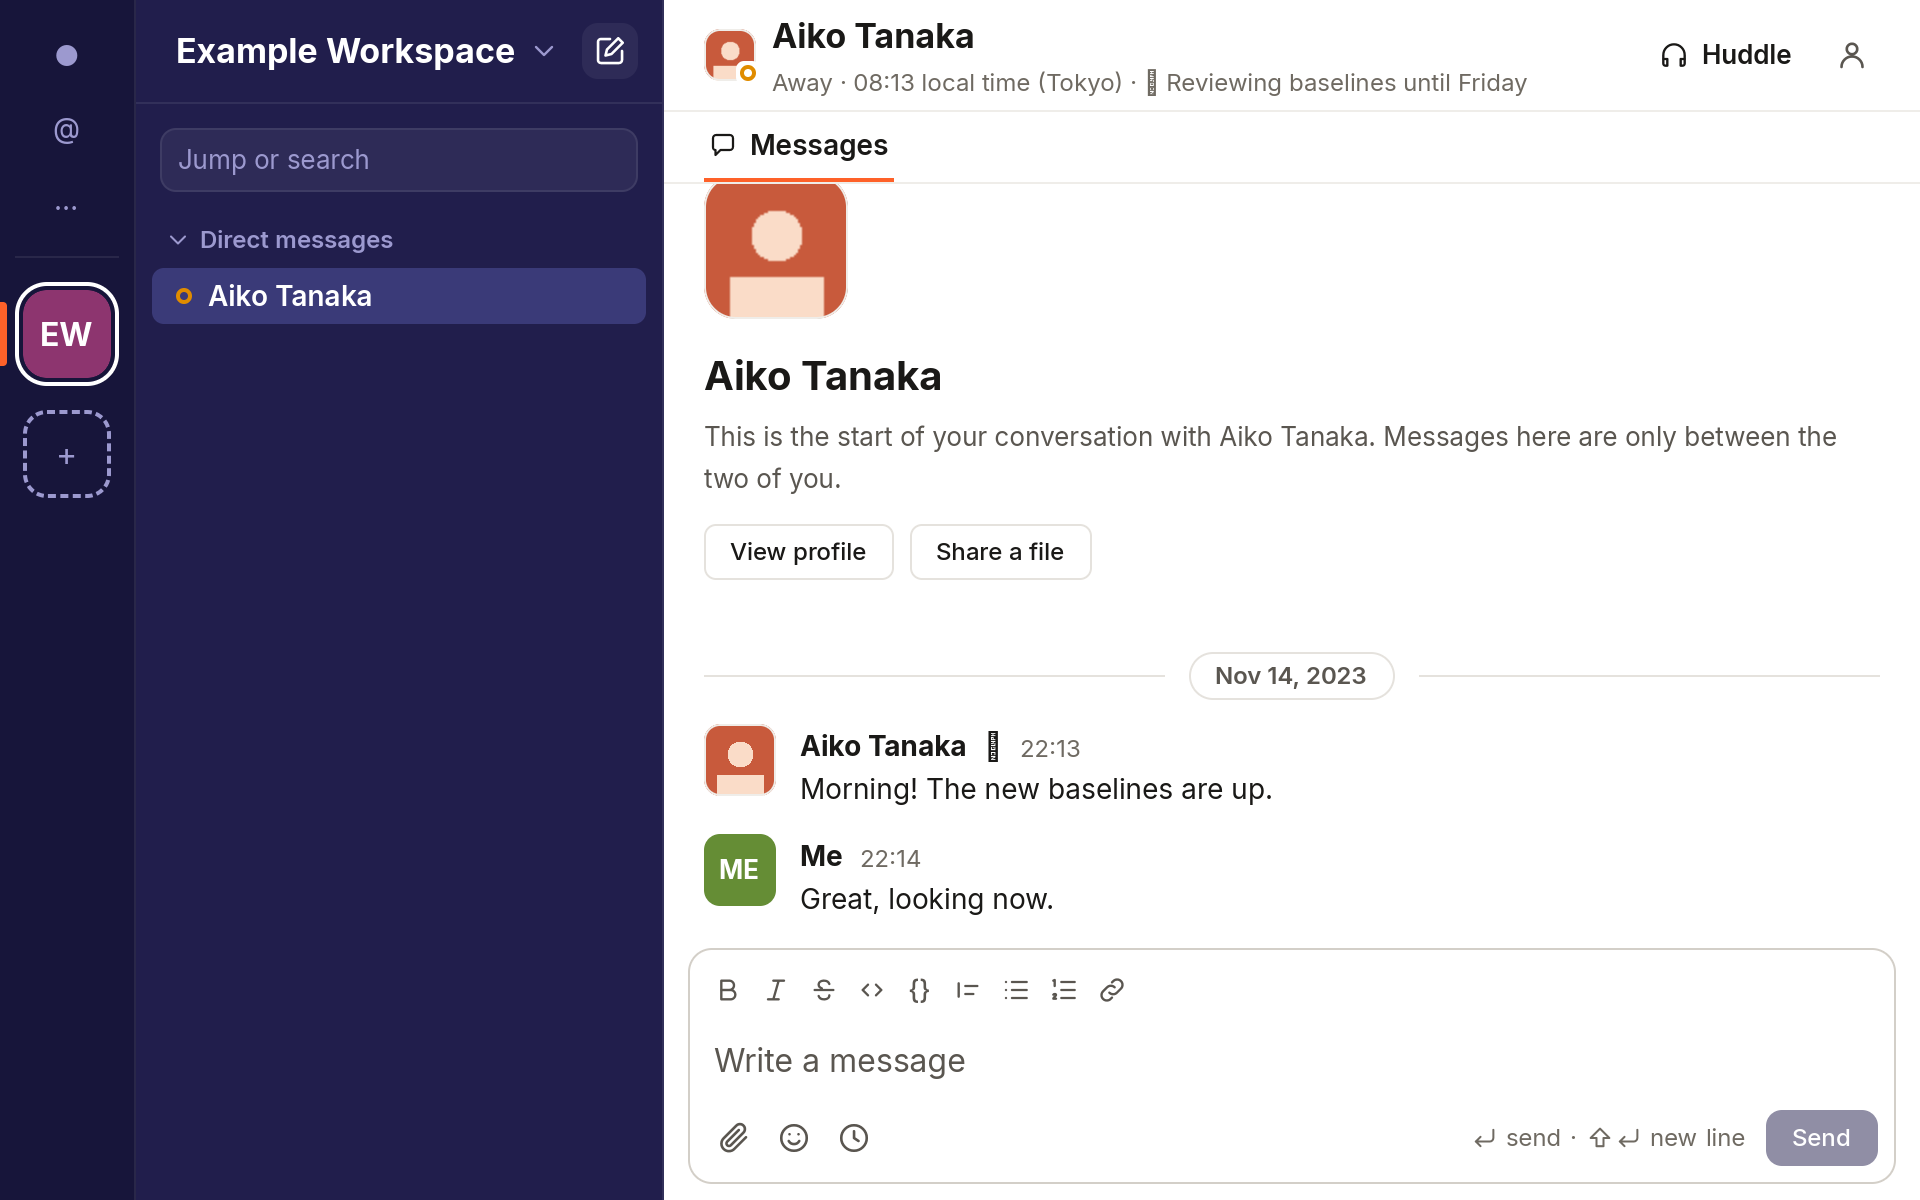 @
...
EW
+
Example Workspace
Jump or search
Direct messages
Aiko Tanaka
Aiko Tanaka
Away · 08:13 local time (Tokyo) · Reviewing baselines until Friday
Huddle
Messages
Aiko Tanaka
This is the start of your conversation with Aiko Tanaka. Messages here are only between the
two of you.
View profile
Share a file
Nov 14, 2023
Aiko Tanaka 22:13
Morning! The new baselines are up.
ME
Me 22:14
Great, looking now.
Write a message
send · new line
Send